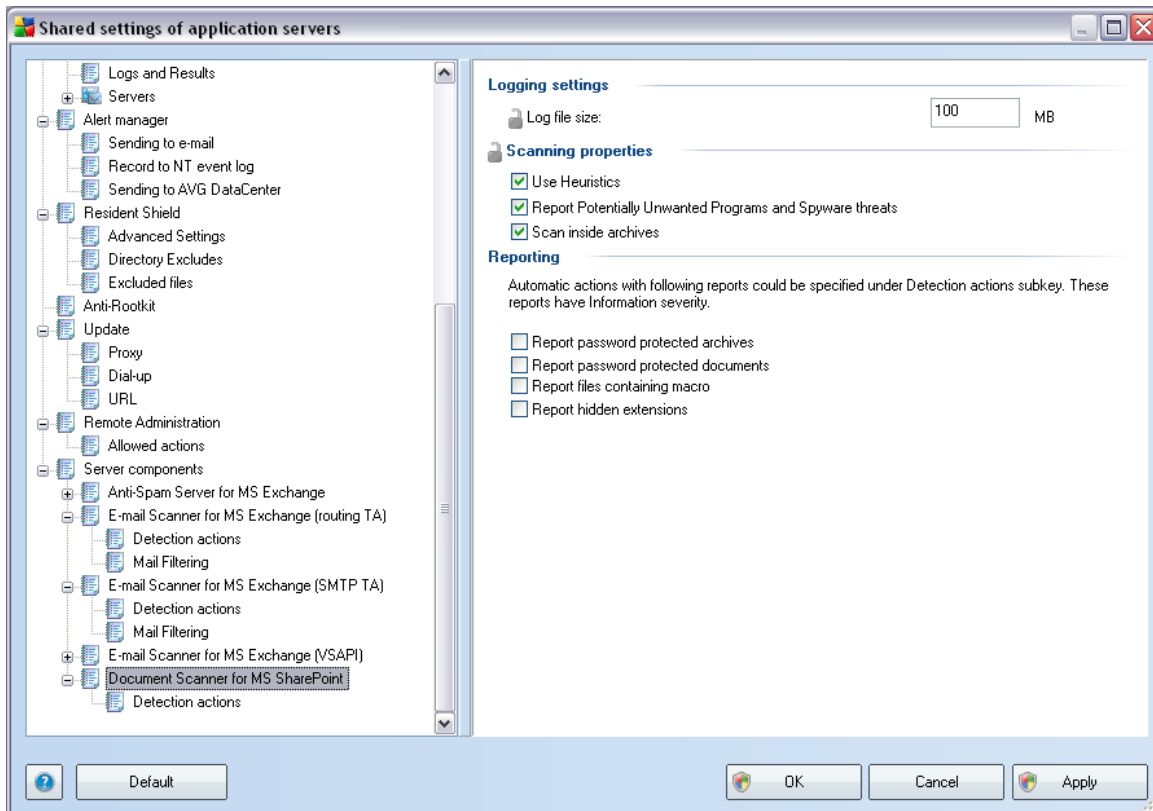 Shared settings of application servers
Logs and Results
Servers
Alert manager
Sending to e-mail
Record to NT event log
Sending to AVG DataCenter
Resident Shield
Advanced Settings
Directory Excludes
Excluded files
Anti-Rootkit
Update
Proxy
Dial-up
URL
Remote Administration
Allowed actions
Server components
Anti-Spam Server for MS Exchange
E-mail Scanner for MS Exchange (routing TA)
Detection actions
Mail Filtering
E-mail Scanner for MS Exchange (SMTP TA)
Detection actions
Mail Filtering
E-mail Scanner for MS Exchange (VSAPI)
Document Scanner for MS SharePoint
Detection actions
Logging settings
Log file size: 100 MB
Scanning properties
Use Heuristics
Report Potentially Unwanted Programs and Spyware threats
Scan inside archives
Reporting
Automatic actions with following reports could be specified under Detection actions subkey. These
reports have Information severity.
Report password protected archives
Report password protected documents
Report files containing macro
Report hidden extensions
? Default OK Cancel Apply